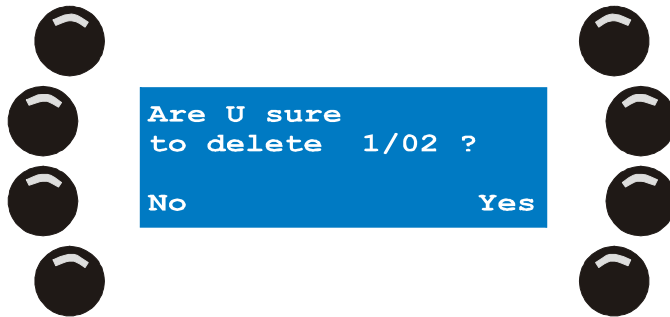 Are U sure
to delete  1/02 ?
No Yes